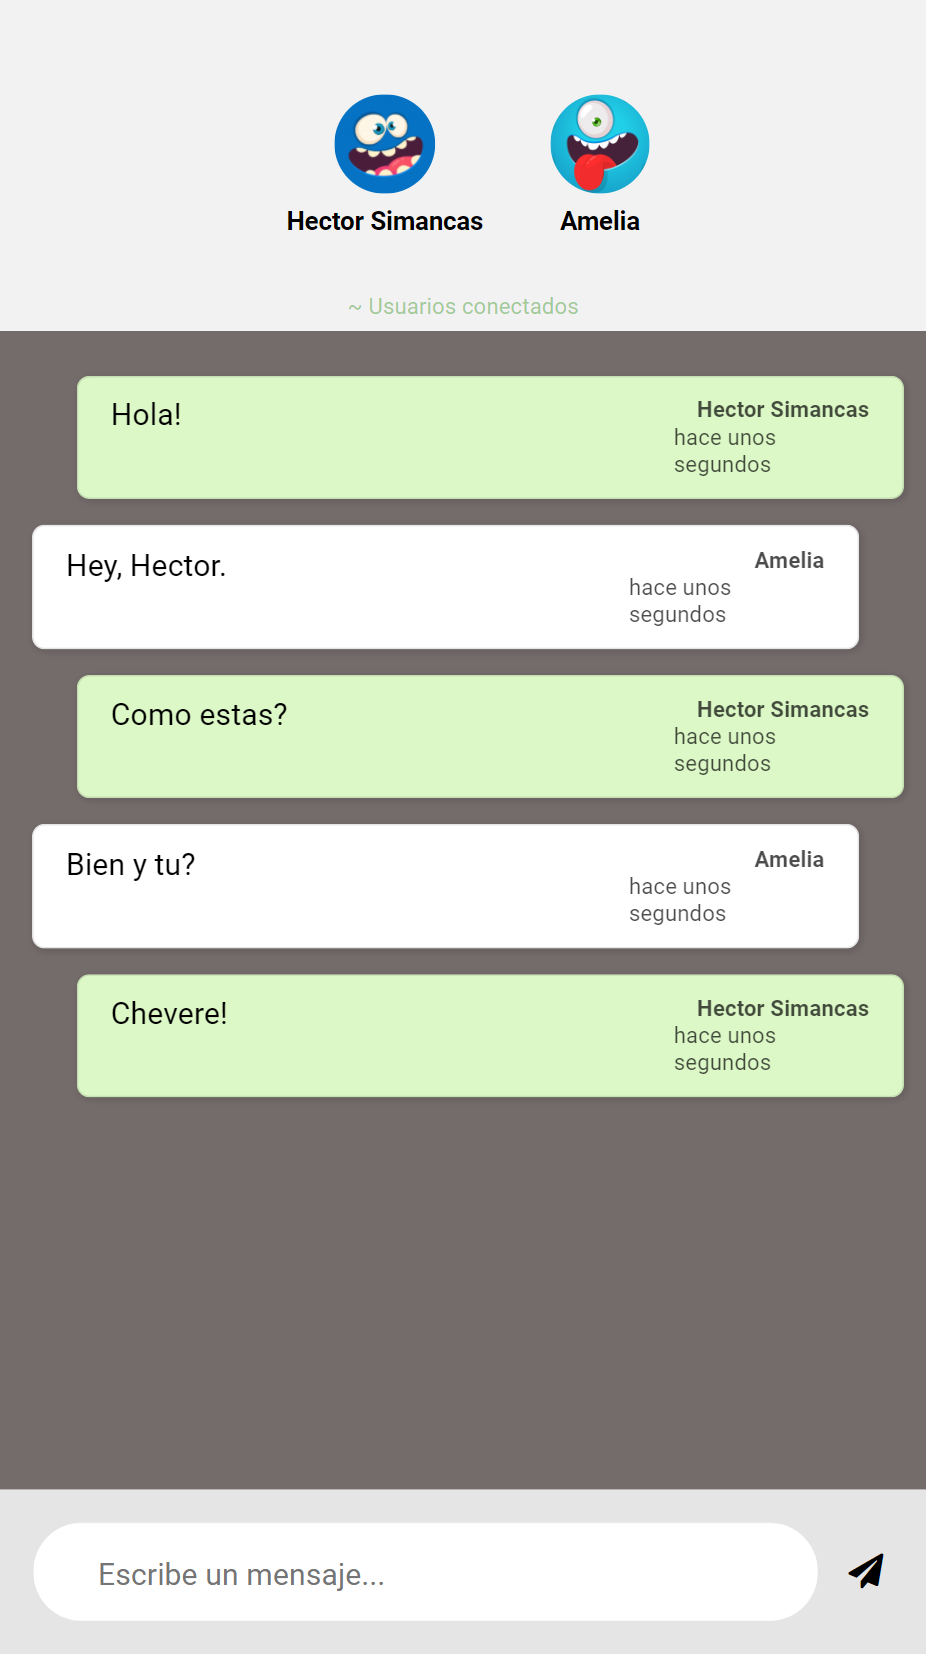 Hector Simancas
Amelia
~ Usuarios conectados
Hola!
Hector Simancas
hace unos
segundos
Hey, Hector.
Amelia
hace unos
segundos
Como estas?
Hector Simancas
hace unos
segundos
Bien y tu?
Amelia
hace unos
segundos
Chevere!
Hector Simancas
hace unos
segundos
Escribe un mensaje...